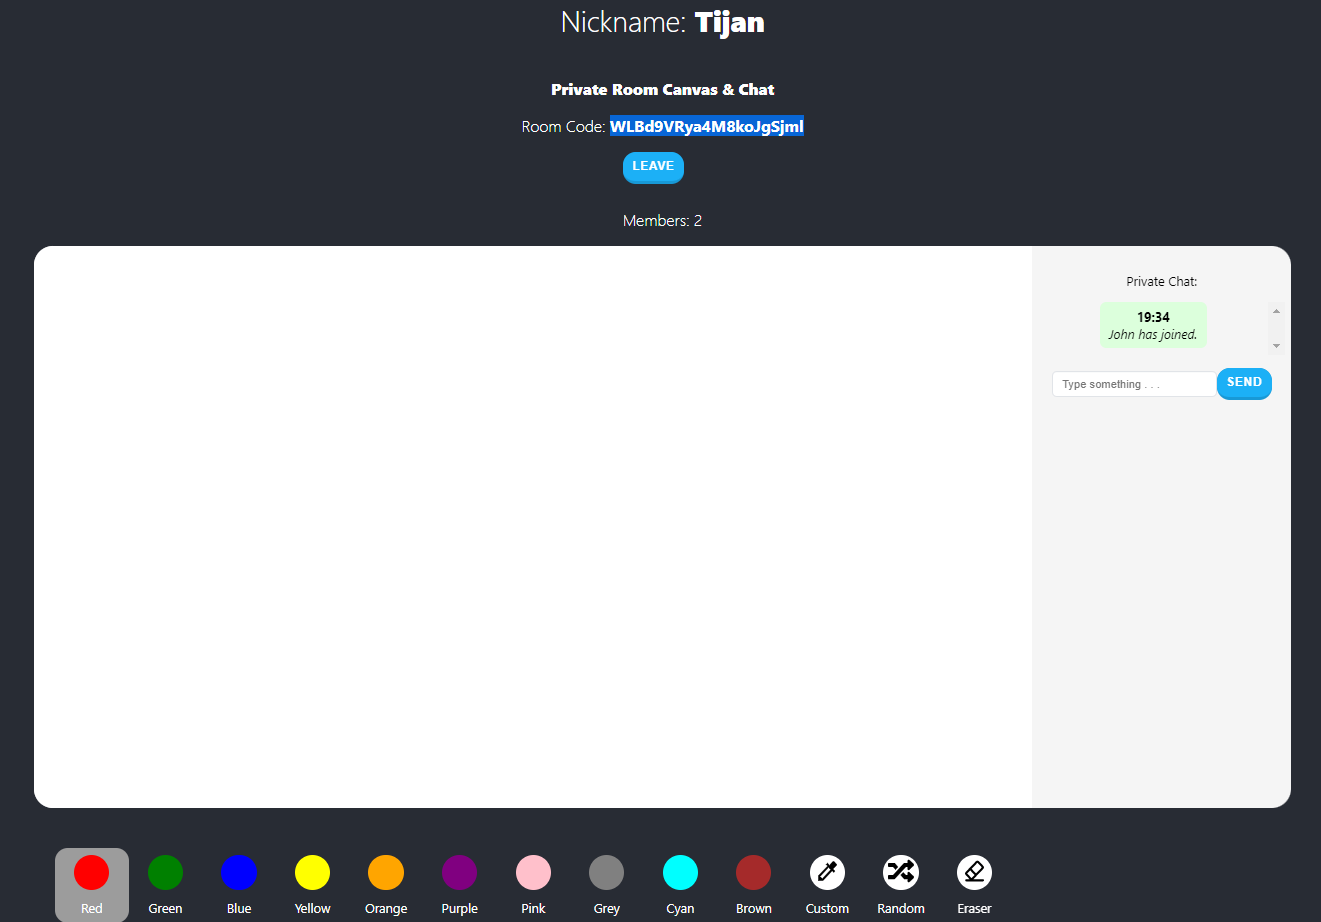 Nickname: Tijan
Private Room Canvas & Chat
Room Code: WLBd9VRya4M8koJgSjml
LEAVE
Members: 2
Private Chat:
19:34
John has joined.
Type something . . .
SEND
Red
Green
Blue
Yellow
Orange
Purple
Pink
Grey
Cyan
Brown
Custom
Random
Eraser